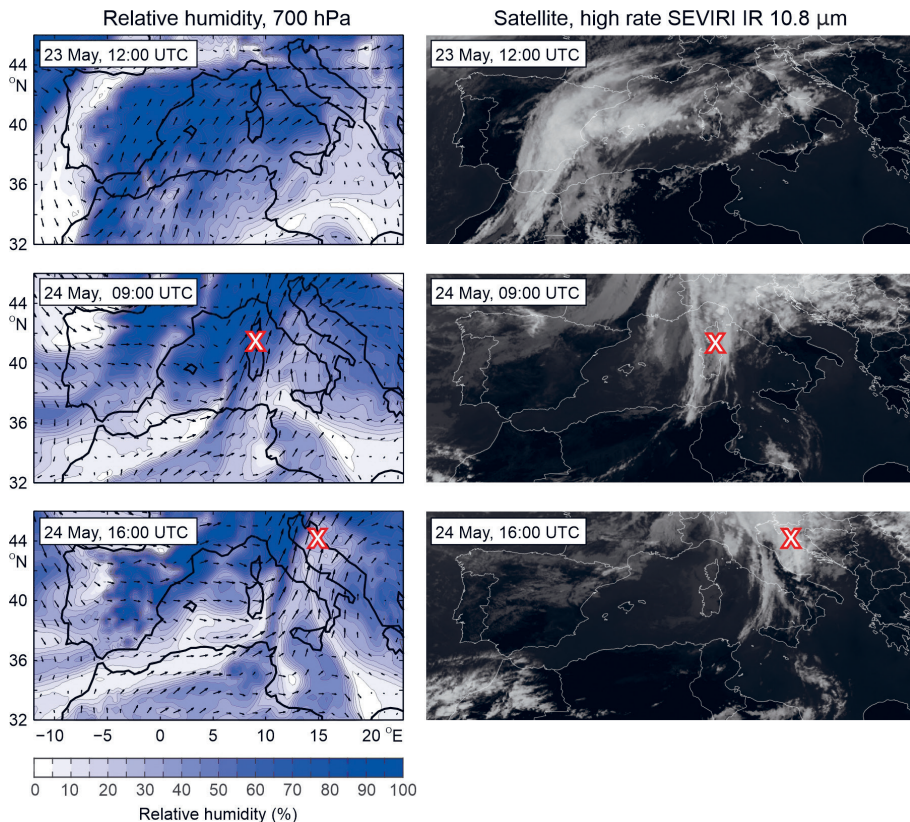 Relative humidity, 700 hPa
Satellite, high rate SEVIRI IR 10.8 μm
23 May, 12:00 UTC
23 May, 12:00 UTC
44
°N
40
36
32
24 May,  09:00 UTC
24 May, 09:00 UTC
44
°N
40
36
32
X
X
24 May, 16:00 UTC
24 May, 16:00 UTC
44
°N
40
36
32
X
X
−10 −5 0 5 10 15 20 °E
0 10 20 30 40 50 60 70 80 90 100
Relative humidity (%)